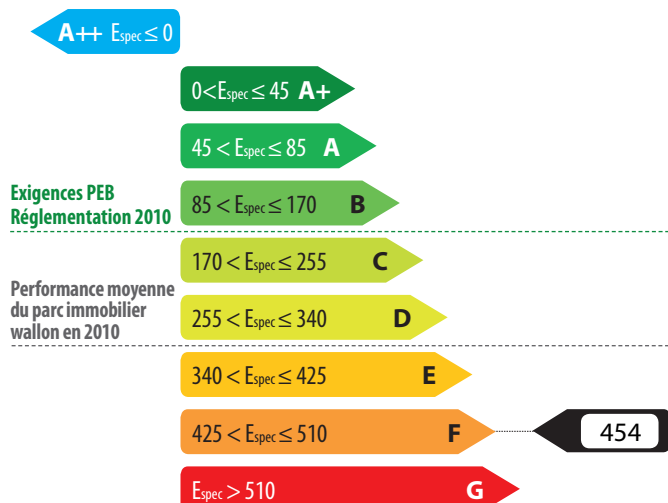 A++ Espec ≤ 0
0<Espec ≤ 45 A+
45 < Espec ≤ 85 A
Exigences PEB
Réglementation 2010
85 < Espec ≤ 170 B
170 < Espec ≤ 255 C
Performance moyenne
du parc immobilier
wallon en 2010
255 < Espec ≤ 340 D
340 < Espec ≤ 425 E
425 < Espec ≤ 510 F
454
Espec > 510 G